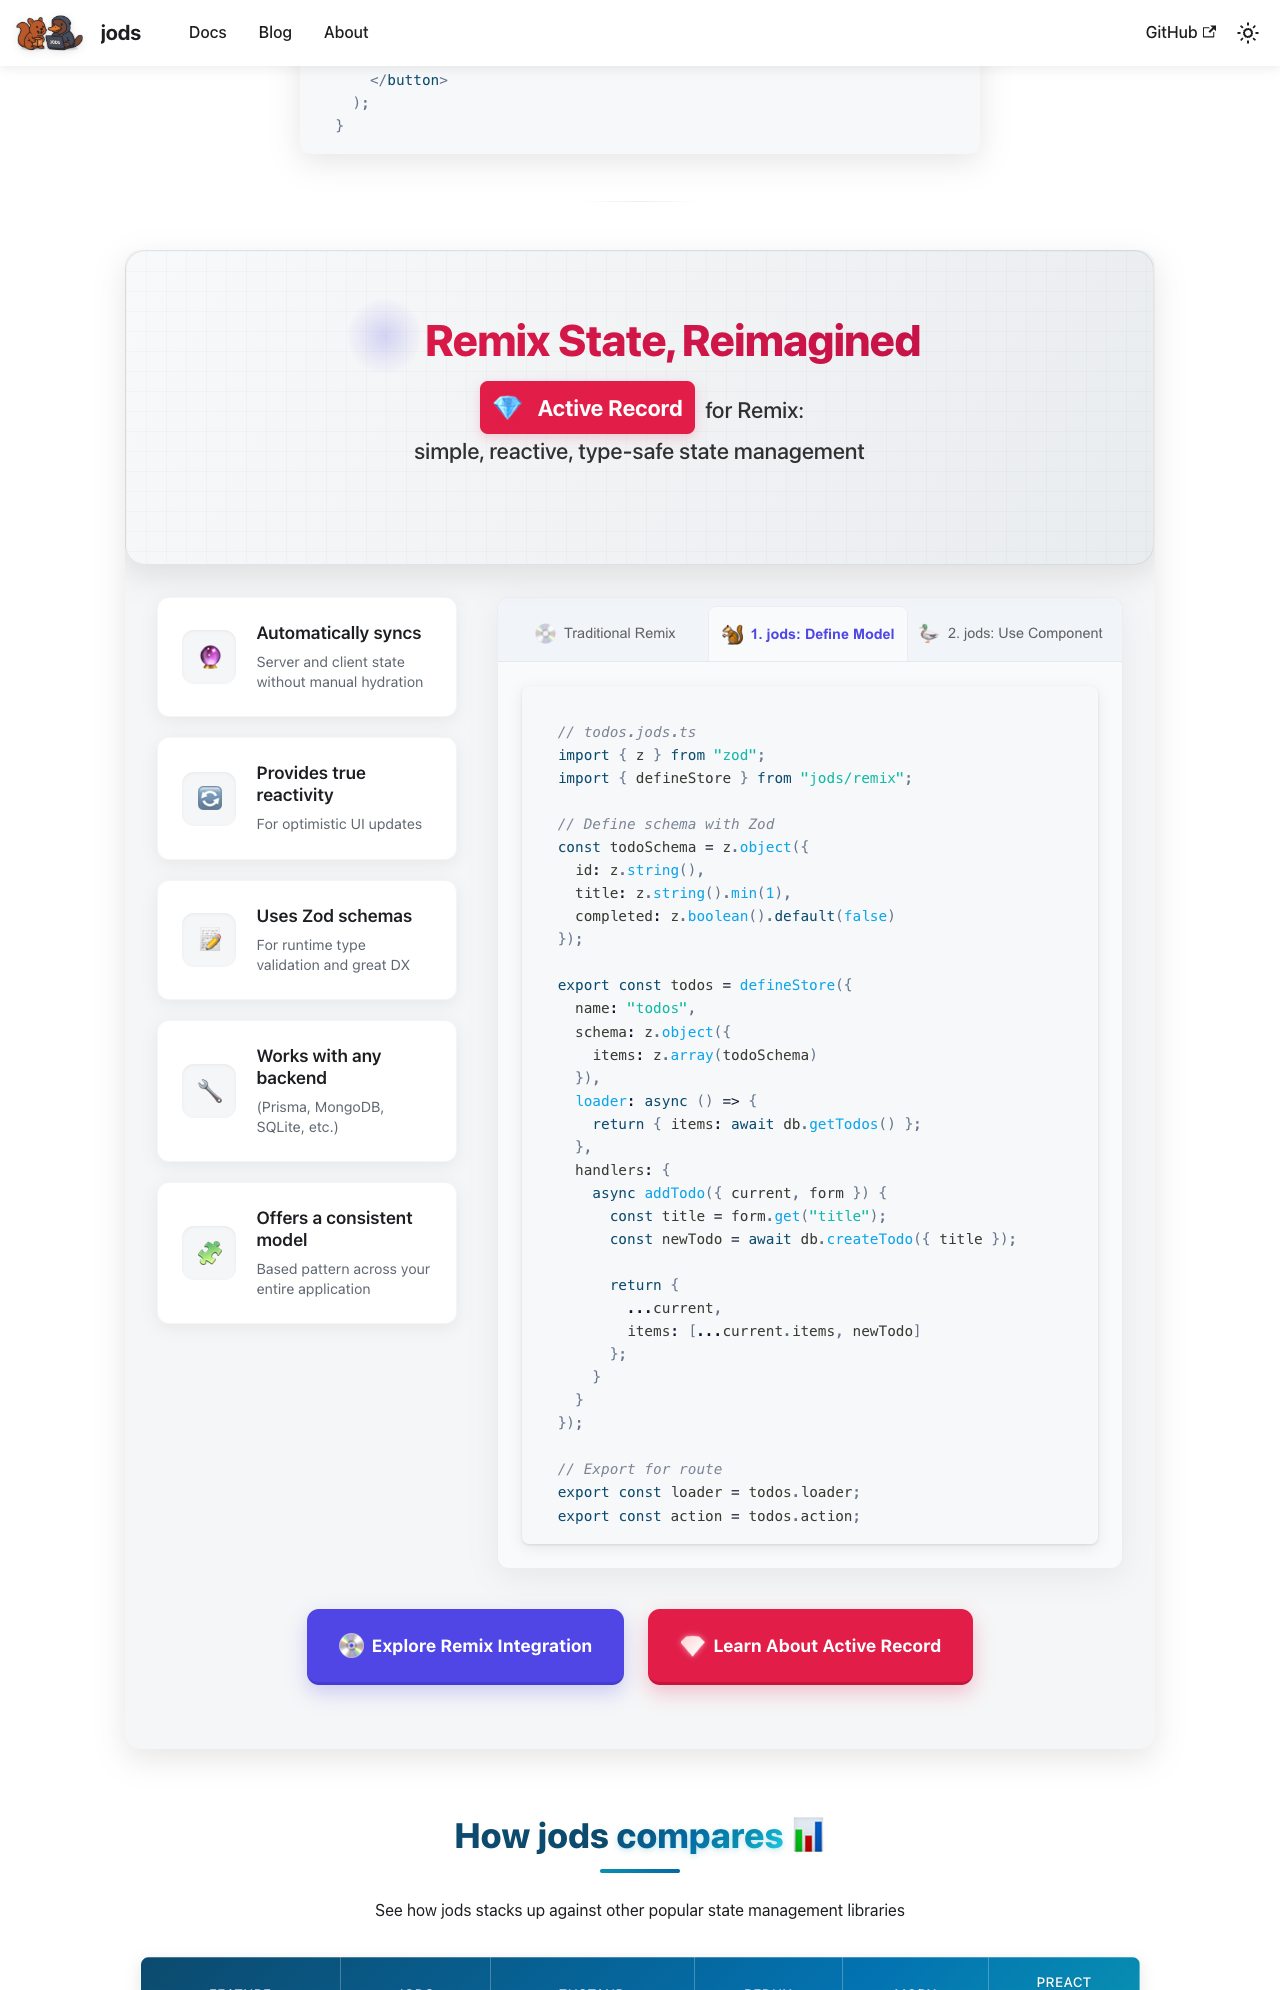 jods
Docs
Blog
About
GitHub
</button>
);
}
Remix State, Reimagined
Active Record for Remix:
simple, reactive, type-safe state management
Automatically syncs
Server and client state
without manual hydration
Provides true
reactivity
For optimistic UI updates
Uses Zod schemas
For runtime type
validation and great DX
Works with any
backend
(Prisma, MongoDB,
SQLite, etc.)
Offers a consistent
model
Based pattern across your
entire application
Traditional Remix
1. jods: Define Model
2. jods: Use Component
// todos.jods.ts
import { z } from "zod";
import { defineStore } from "jods/remix";
// Define schema with Zod
const todoSchema = z.object({
  id: z.string(),
  title: z.string().min(1),
  completed: z.boolean().default(false)
});
export const todos = defineStore({
  name: "todos",
  schema: z.object({
    items: z.array(todoSchema)
  }),
  loader: async () => {
    return { items: await db.getTodos() };
  },
  handlers: {
    async addTodo({ current, form }) {
      const title = form.get("title");
      const newTodo = await db.createTodo({ title });
      return {
        ...current,
        items: [...current.items, newTodo]
      };
    }
  }
});
// Export for route
export const loader = todos.loader;
export const action = todos.action;
Explore Remix Integration
Learn About Active Record
How jods compares
See how jods stacks up against other popular state management libraries
PREACT